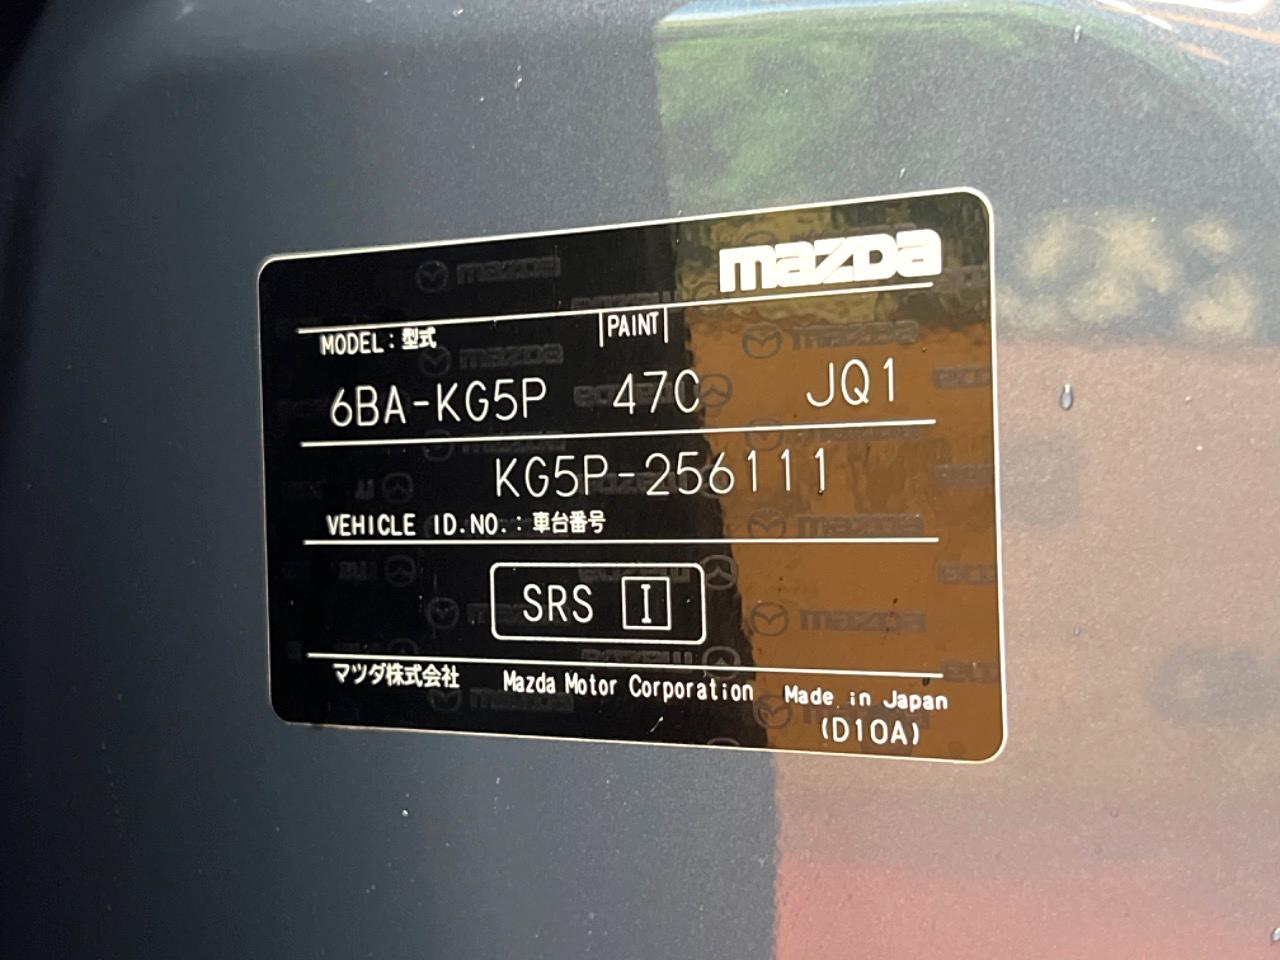 mazda
MODEL：型式 PAINT
6BA-KG5P 47C JQ1
KG5P-256111
VEHICLE ID.NO.：車台番号
SRS I
マツダ株式会社 Mazda Motor Corporation Made in Japan
(D10A)